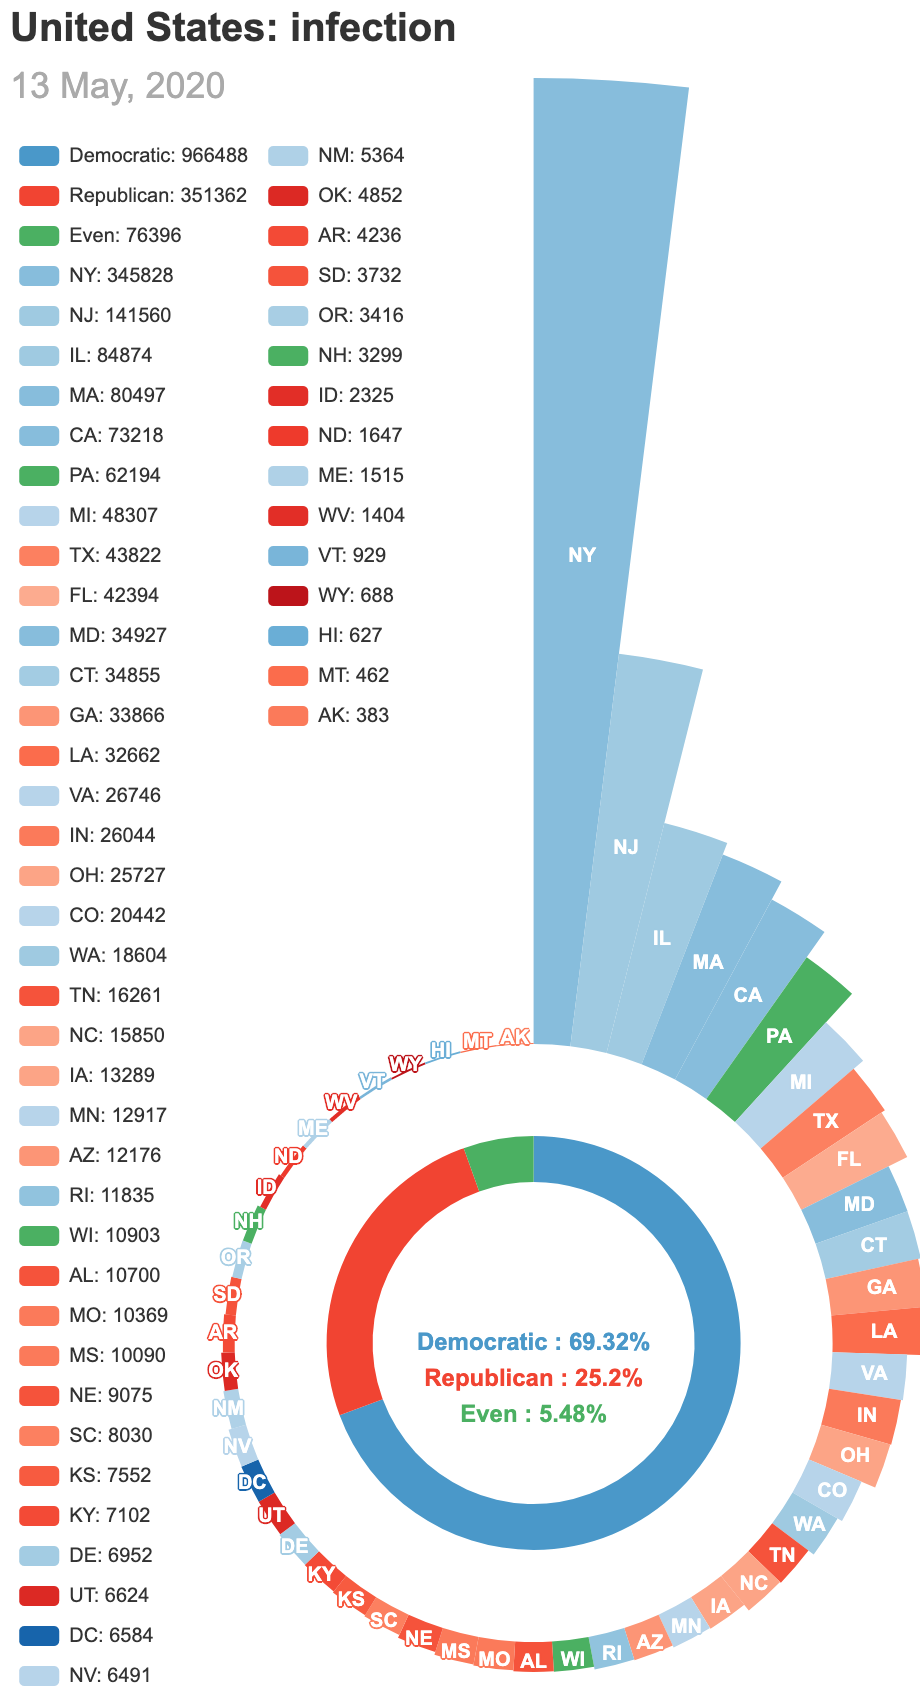 United States: infection
13 May, 2020
Democratic: 966488
Republican: 351362
Even: 76396
NY: 345828
NJ: 141560
IL: 84874
MA: 80497
CA: 73218
PA: 62194
MI: 48307
TX: 43822
FL: 42394
MD: 34927
CT: 34855
GA: 33866
LA: 32662
VA: 26746
IN: 26044
OH: 25727
CO: 20442
WA: 18604
TN: 16261
NC: 15850
IA: 13289
MN: 12917
AZ: 12176
RI: 11835
WI: 10903
AL: 10700
MO: 10369
MS: 10090
NE: 9075
SC: 8030
KS: 7552
KY: 7102
DE: 6952
UT: 6624
DC: 6584
NV: 6491
NM: 5364
OK: 4852
AR: 4236
SD: 3732
OR: 3416
NH: 3299
ID: 2325
ND: 1647
ME: 1515
WV: 1404
VT: 929
WY: 688
HI: 627
MT: 462
AK: 383
NY
NJ
IL
MA
CA
PA
MI
TX
FL
MD
CT
GA
LA
VA
IN
OH
CO
WA
TN
NC
IA
MN
AZ
RI
WI
AL
MO
MS
NE
SC
KS
KY
DE
UT
DC
NV
NM
OK
AR
SD
OR
NH
ID
ND
ME
WV
VT
WY
HI
MT
AK
Democratic : 69.32%
Republican : 25.2%
Even : 5.48%